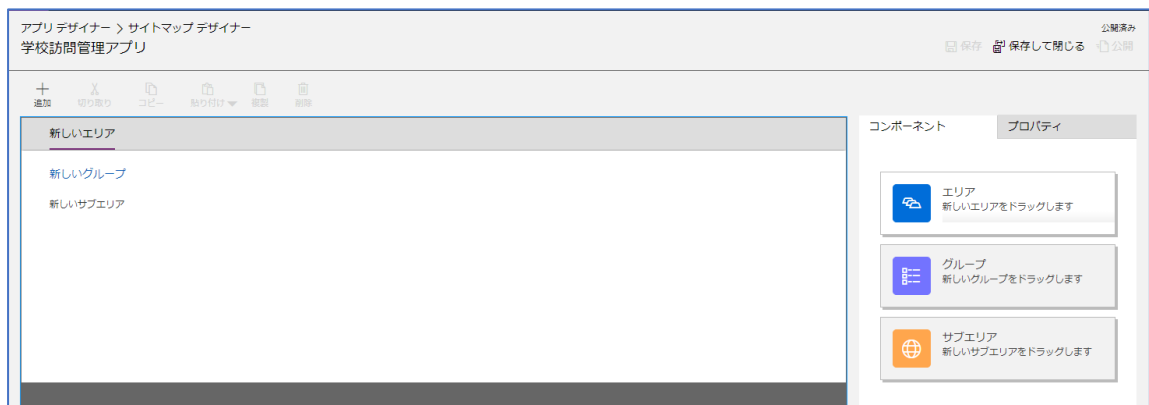 アプリ デザイナー > サイトマップ デザイナー
公開済み
学校訪問管理アプリ
保存 保存して閉じる 公開
追加 切り取り コピー 貼り付け 複製 削除
新しいエリア
コンポーネント プロパティ
新しいグループ
新しいサブエリア
エリア
新しいエリアをドラッグします
グループ
新しいグループをドラッグします
サブエリア
新しいサブエリアをドラッグします